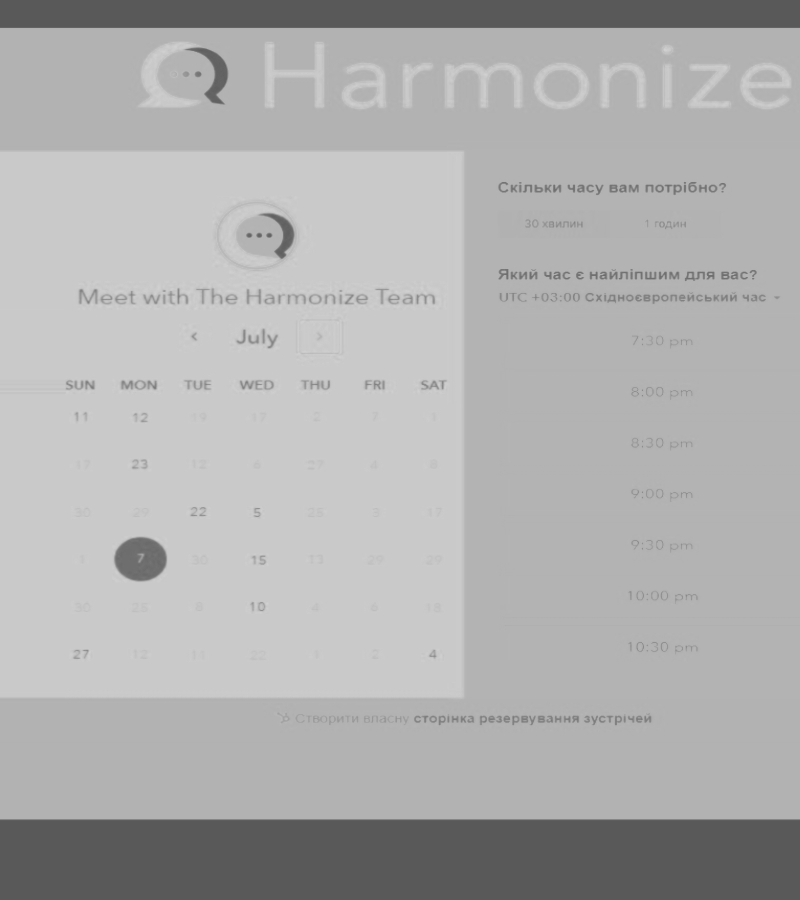 Harmonize
Meet with The Harmonize Team
July
SUN MON TUE WED THU FRI SAT
11 12 19 17 2 7 1
17 23 12 6 27 4 8
30 29 22 5 25 3 17
1 7 30 15 13 29 29
30 25 8 10 4 6 18
27 12 11 22 1 2 4
Скільки часу вам потрібно?
30 хвилин 1 годин
Який час є найліпшим для вас?
UTC +03:00 Східноєвропейський час
7:30 pm
8:00 pm
8:30 pm
9:00 pm
9:30 pm
10:00 pm
10:30 pm
Створити власну сторінка резервування зустрічей